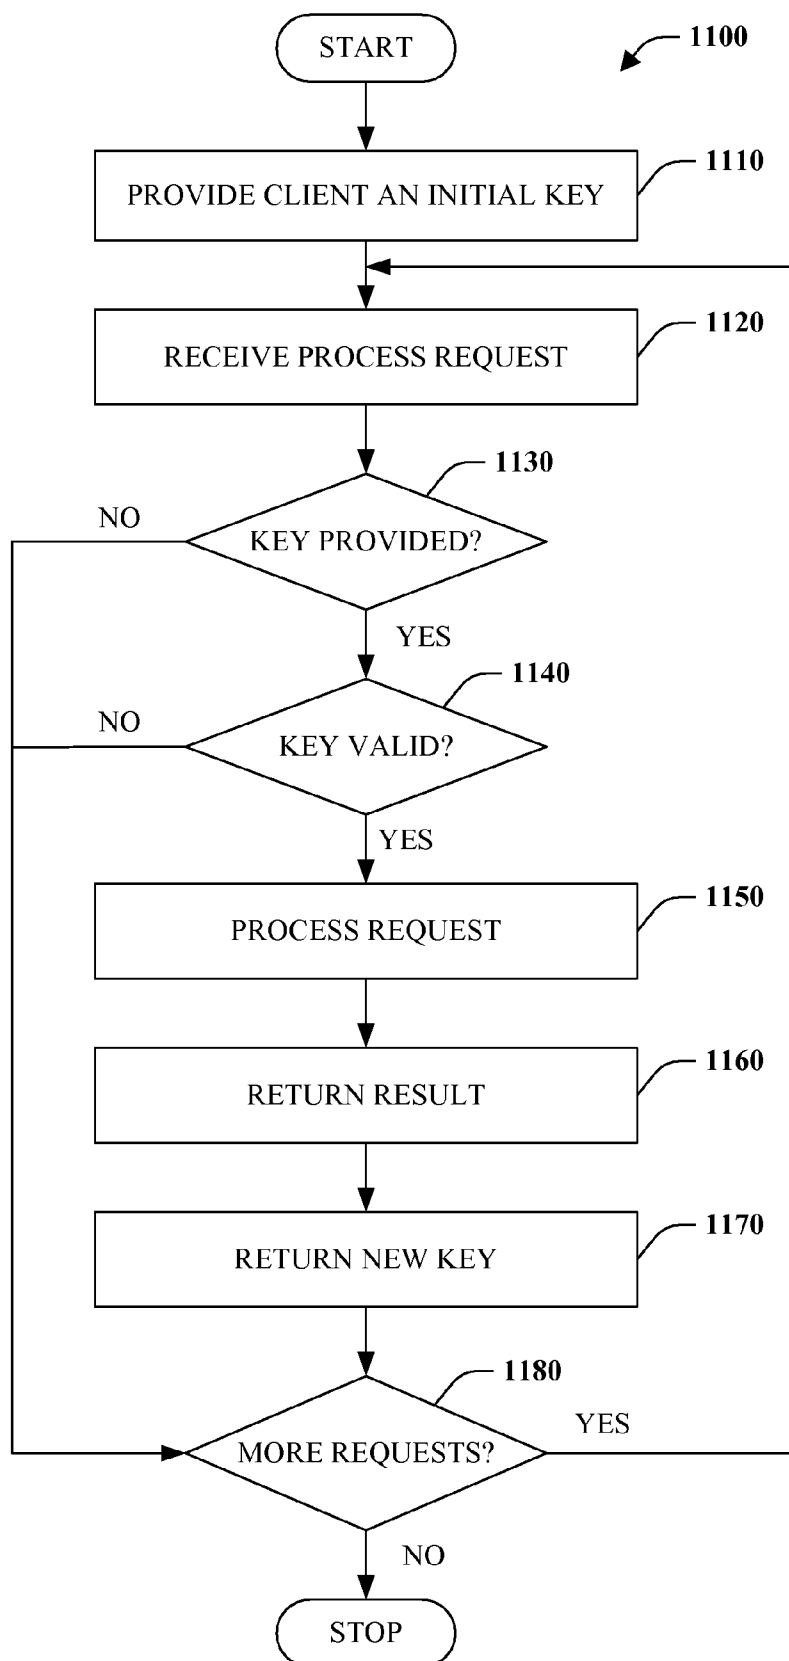 START
1100
1110
PROVIDE CLIENT AN INITIAL KEY
1120
RECEIVE PROCESS REQUEST
1130
NO
KEY PROVIDED?
YES
1140
NO
KEY VALID?
YES
1150
PROCESS REQUEST
1160
RETURN RESULT
1170
RETURN NEW KEY
1180
YES
MORE REQUESTS?
NO
STOP